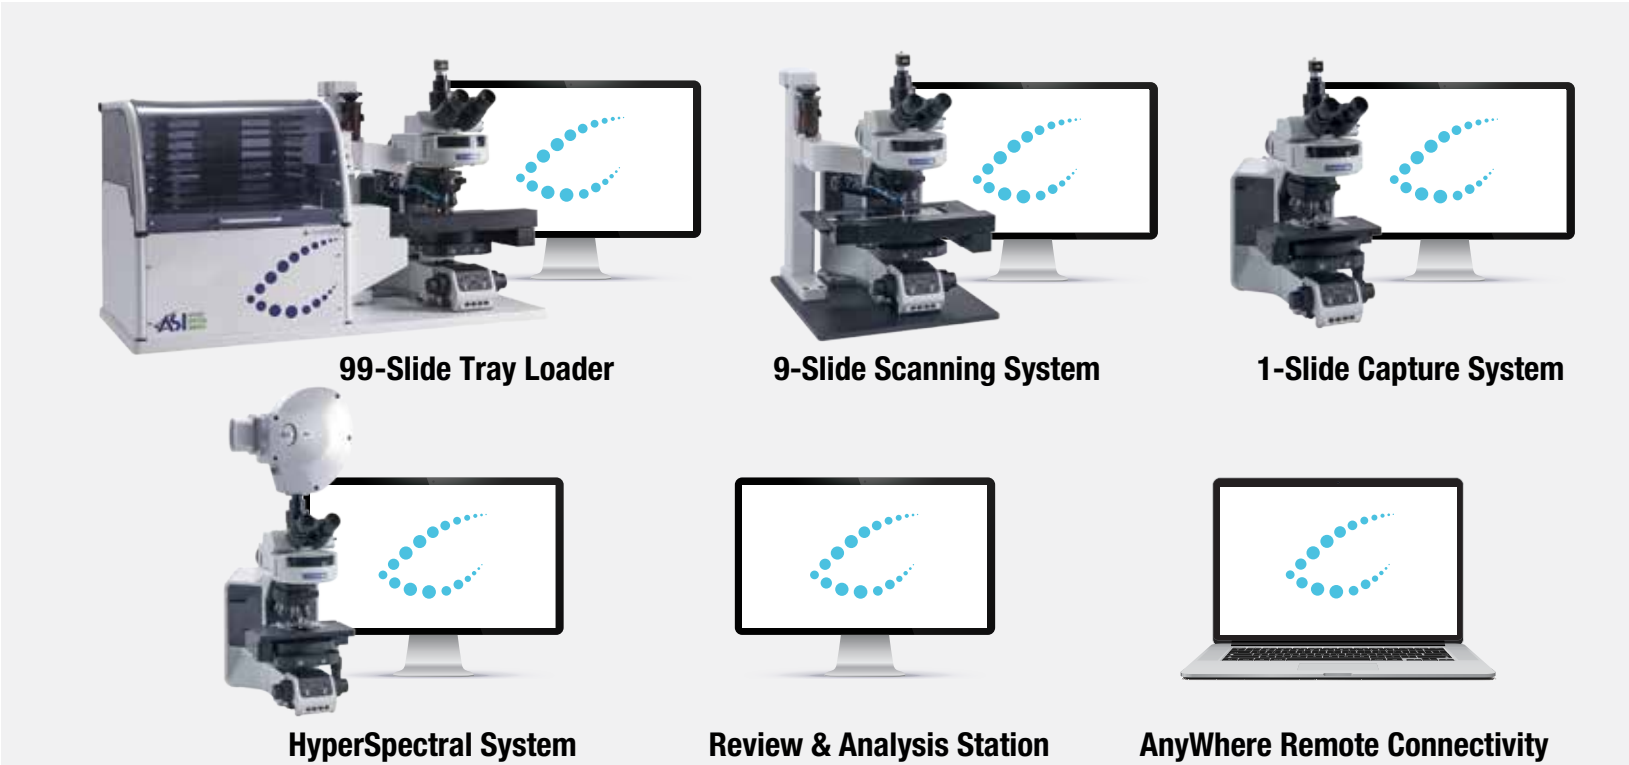 ASI
99-Slide Tray Loader
9-Slide Scanning System
1-Slide Capture System
HyperSpectral System
Review & Analysis Station
AnyWhere Remote Connectivity